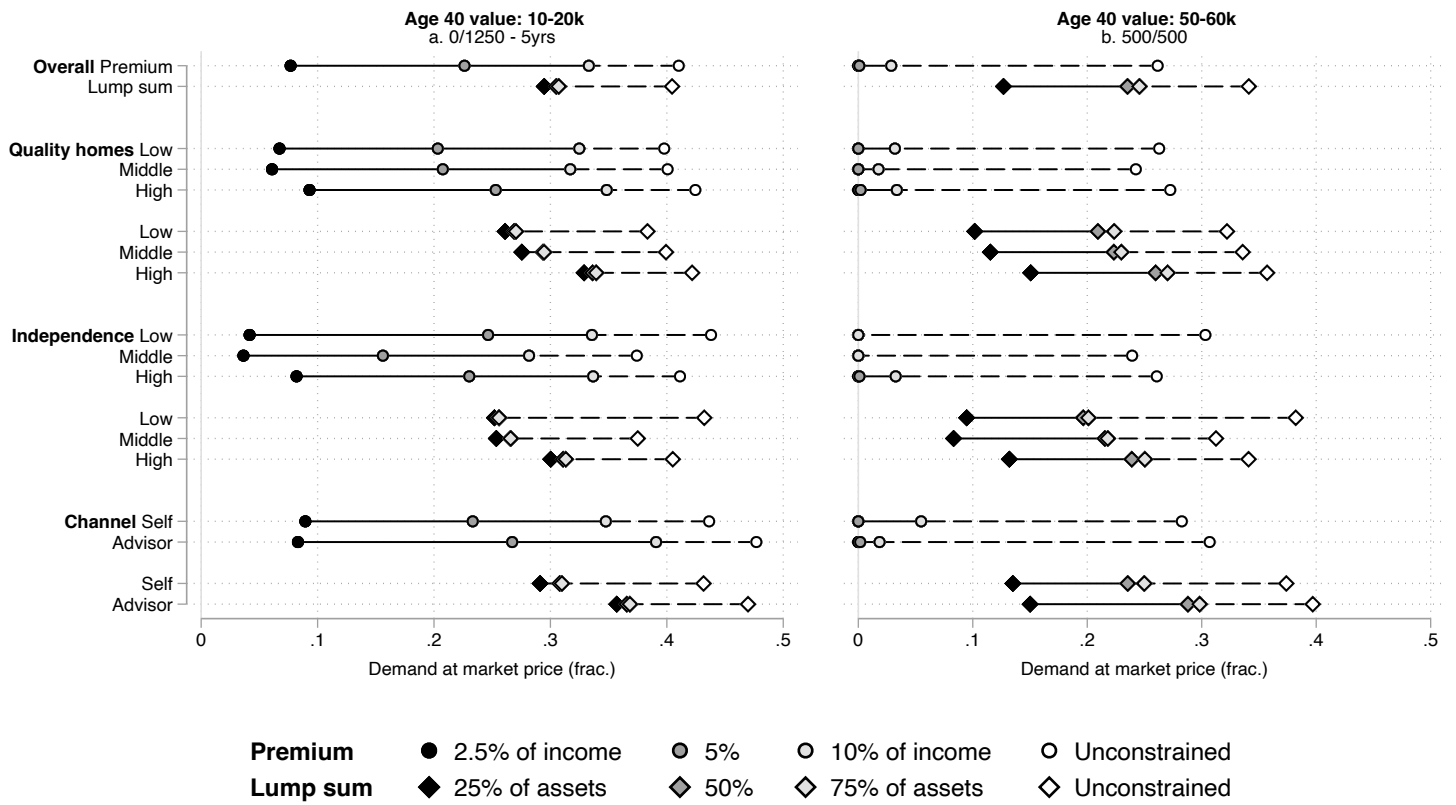 Age 40 value: 10-20k
a. 0/1250 - 5yrs
Age 40 value: 50-60k
b. 500/500
Overall Premium
Lump sum
Quality homes Low
Middle
High
Low
Middle
High
Independence Low
Middle
High
Low
Middle
High
Channel Self
Advisor
Self
Advisor
0 .1 .2 .3 .4 .5
0 .1 .2 .3 .4 .5
Demand at market price (frac.)
Demand at market price (frac.)
Premium 2.5% of income 5% 10% of income Unconstrained
Lump sum 25% of assets 50% 75% of assets Unconstrained